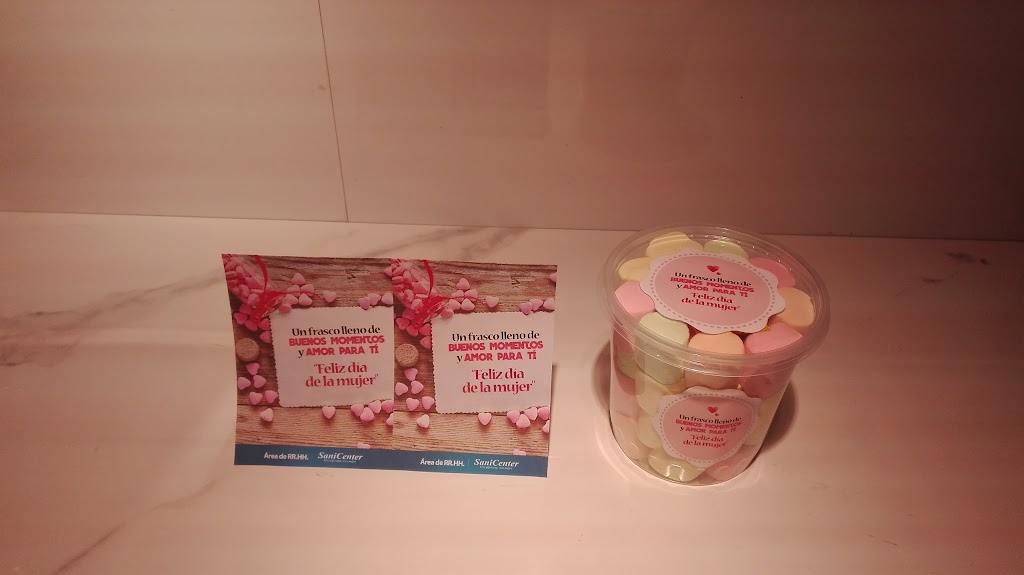 Un frasco lleno de
BUENOS MOMENTOS
y AMOR PARA TÍ
"Feliz dia
de la mujer"
Área de RR.HH. SaniCenter
Un frasco lleno de
BUENOS MOMENTOS
y AMOR PARA TÍ
"Feliz dia
de la mujer"
Área de RR.HH. SaniCenter
Un frasco lleno de
BUENOS MOMENTOS
y AMOR PARA TÍ
"Feliz dia
de la mujer"
Un frasco lleno de
BUENOS MOMENTOS
y AMOR PARA TÍ
"Feliz dia
de la mujer"